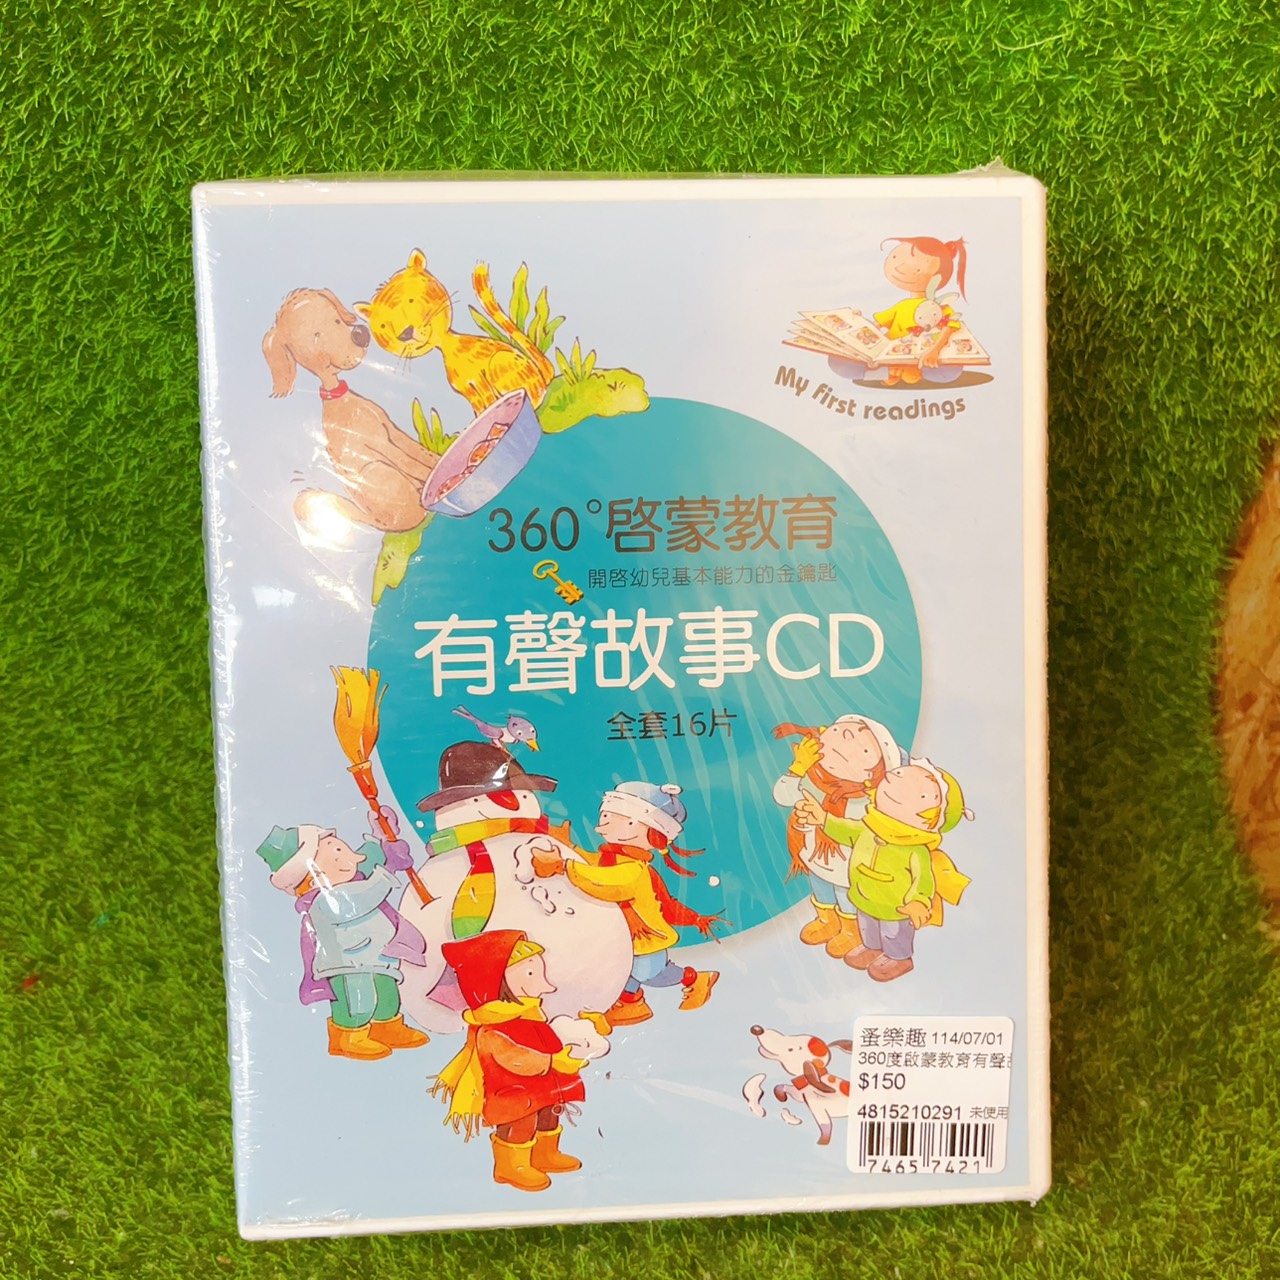 My first readings
360°啓蒙教育
開啓幼兒基本能力的金鑰匙
有聲故事CD
全套16片
蚤樂趣 114/07/01
360度啟蒙教育有聲
$150
4815210291 未使用
7465 7421